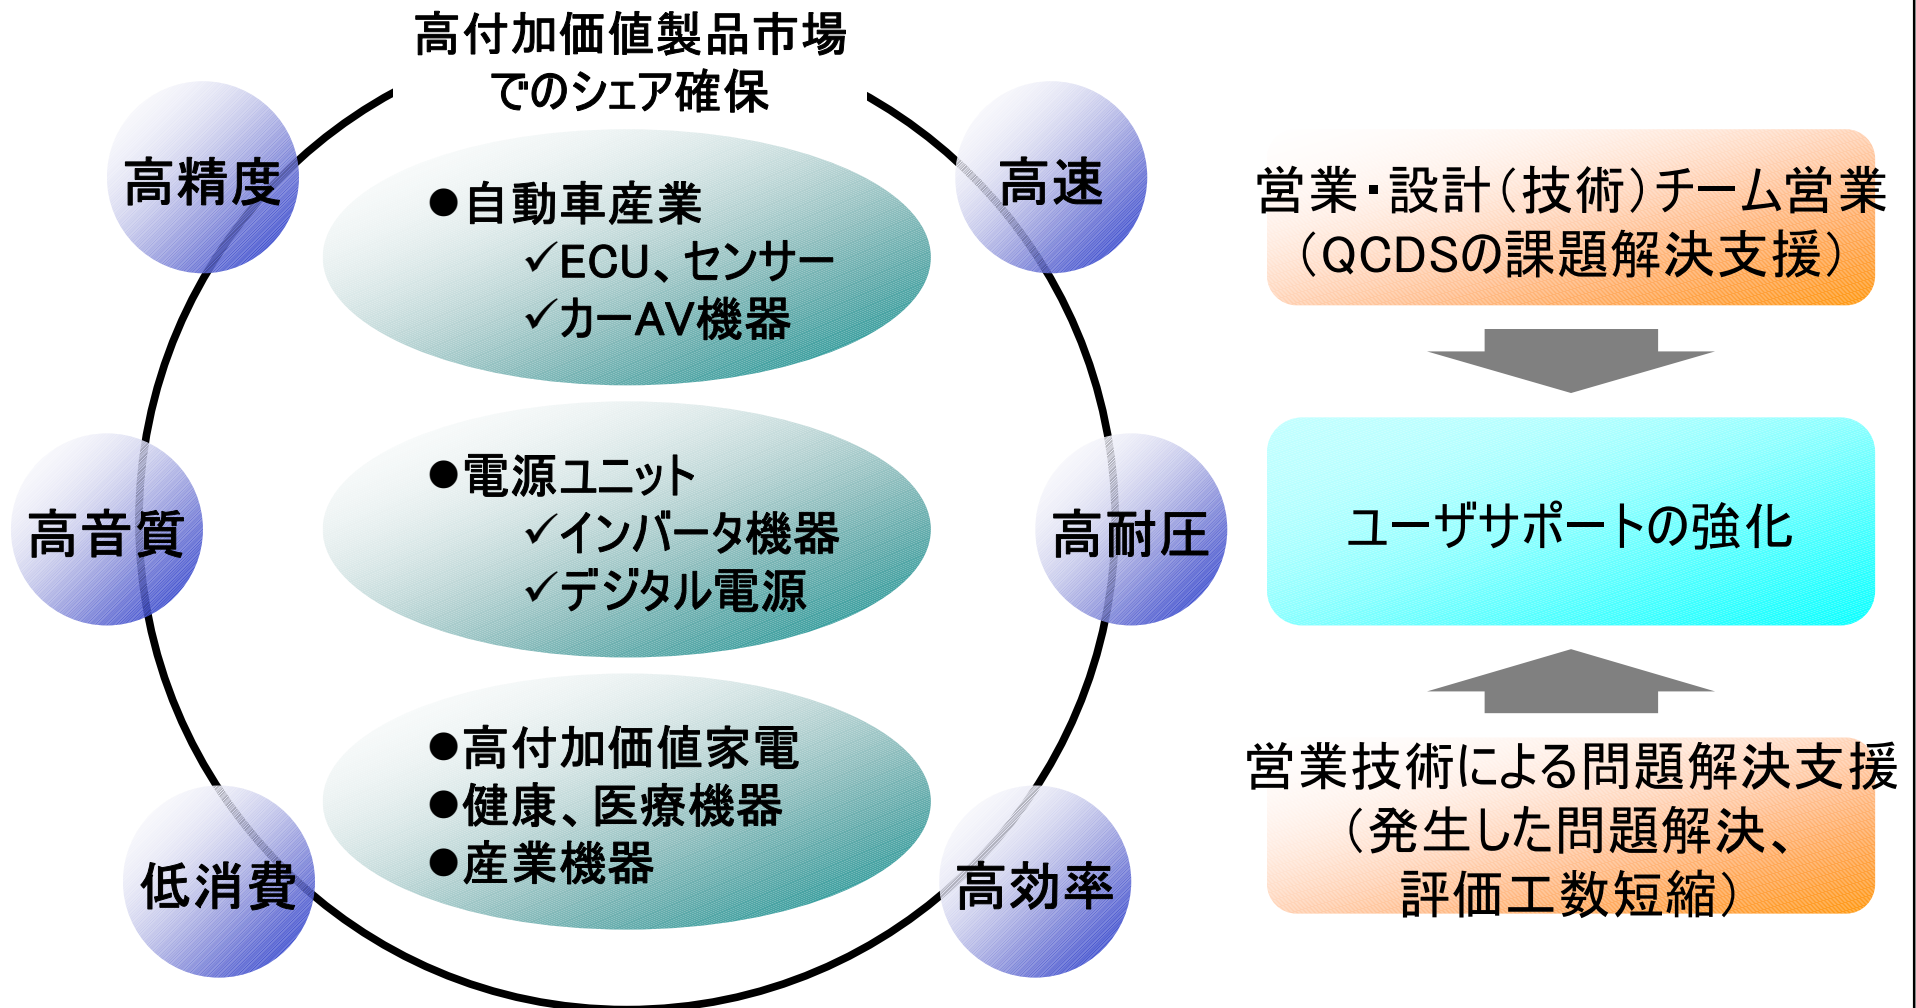 高付加価値製品市場
でのシェア確保
高精度
高速
●自動車産業
✓ECU、センサー
✓カーAV機器
高音質
高耐圧
●電源ユニット
✓インバータ機器
✓デジタル電源
低消費
高効率
●高付加価値家電
●健康、医療機器
●産業機器
営業・設計（技術）チーム営業
（QCDSの課題解決支援）
ユーザサポートの強化
営業技術による問題解決支援
（発生した問題解決、
評価工数短縮）